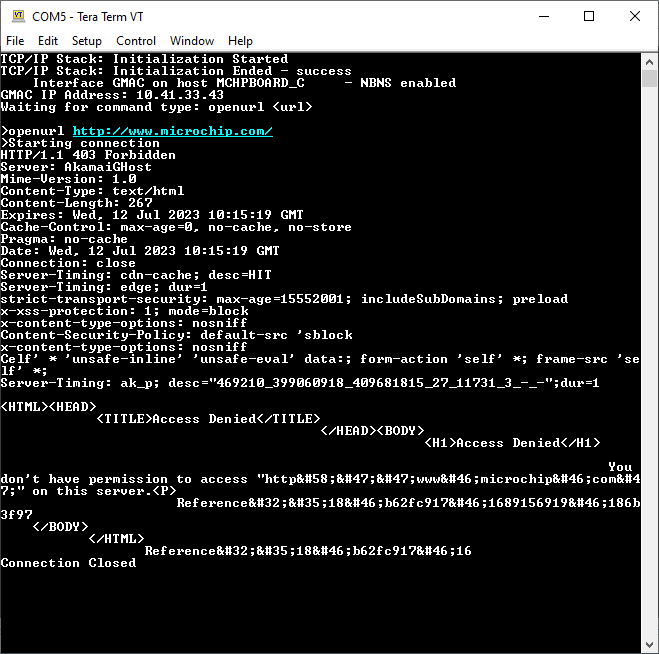 COM5 - Tera Term VT
File Edit Setup Control Window Help
TCP/IP Stack: Initialization Started
TCP/IP Stack: Initialization Ended - success
    Interface GMAC on host MCHPBOARD_C     - NBNS enabled
GMAC IP Address: 10.41.33.43
Waiting for command type: openurl <url>
>openurl http://www.microchip.com/
>Starting connection
HTTP/1.1 403 Forbidden
Server: AkamaiGHost
Mime-Version: 1.0
Content-Type: text/html
Content-Length: 267
Expires: Wed, 12 Jul 2023 10:15:19 GMT
Cache-Control: max-age=0, no-cache, no-store
Pragma: no-cache
Date: Wed, 12 Jul 2023 10:15:19 GMT
Connection: close
Server-Timing: cdn-cache; desc=HIT
Server-Timing: edge; dur=1
strict-transport-security: max-age=15552001; includeSubDomains; preload
x-xss-protection: 1; mode=block
x-content-type-options: nosniff
Content-Security-Policy: default-src 'sblock
x-content-type-options: nosniff
Celf' * 'unsafe-inline' 'unsafe-eval' data:; form-action 'self' *; frame-src 'se
lf' *;
Server-Timing: ak_p; desc="469210_399060918_409681815_27_11731_3_-_-";dur=1
<HTML><HEAD>
<TITLE>Access Denied</TITLE>
</HEAD><BODY>
<H1>Access Denied</H1>
You
don't have permission to access "http&#58;&#47;&#47;www&#46;microchip&#46;com&#4
7;" on this server.<P>
Reference&#32;&#35;18&#46;b62fc917&#46;1689156919&#46;186b
3f97
</BODY>
</HTML>
Reference&#32;&#35;18&#46;b62fc917&#46;16
Connection Closed